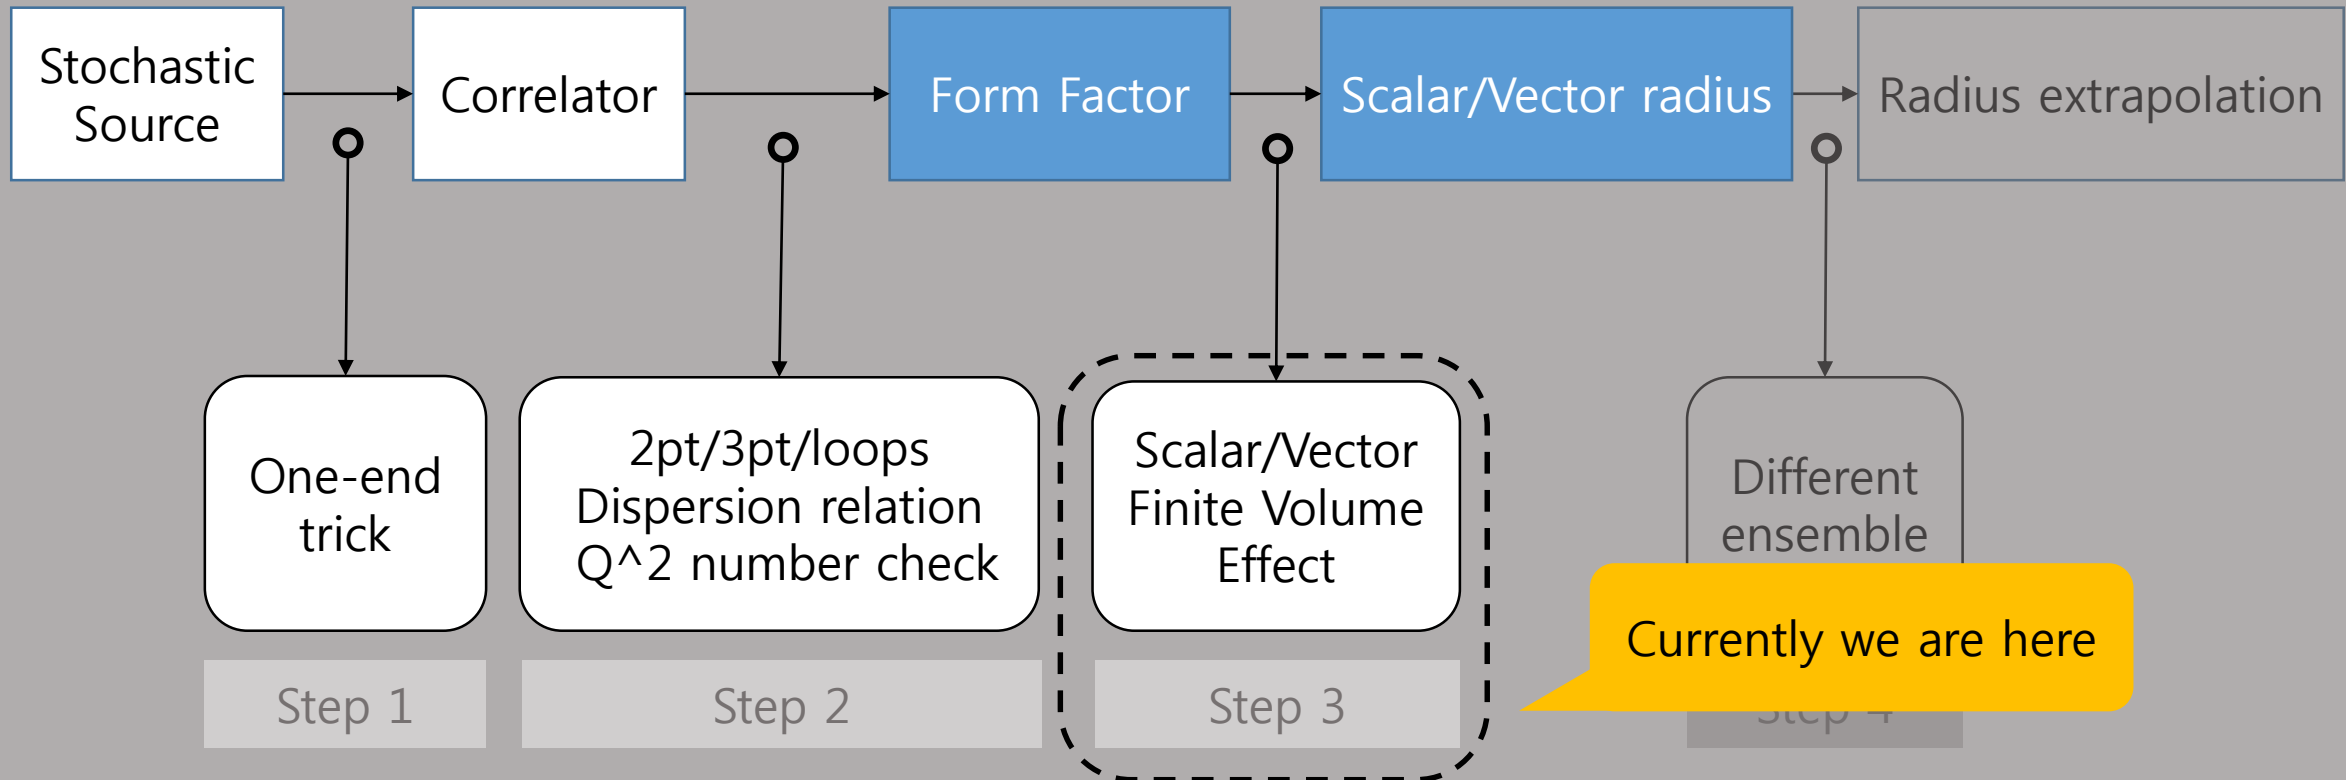 Stochastic
Source
Correlator
Form Factor
Scalar/Vector radius
Radius extrapolation
One-end
trick
2pt/3pt/loops
Dispersion relation
Q^2 number check
Scalar/Vector
Finite Volume
Effect
Different
ensemble
Currently we are here
Step 1
Step 2
Step 3
Step 4